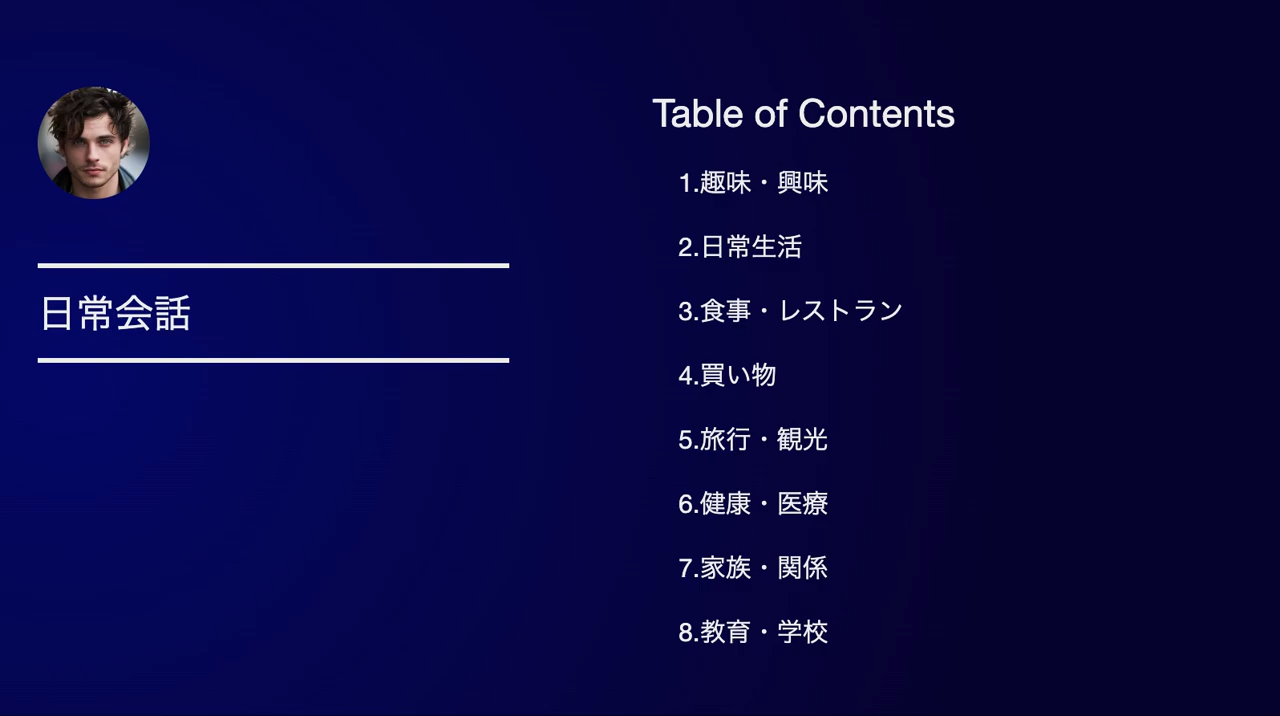 日常会話
Table of Contents
1.趣味・興味
2.日常生活
3.食事・レストラン
4.買い物
5.旅行・観光
6.健康・医療
7.家族・関係
8.教育・学校